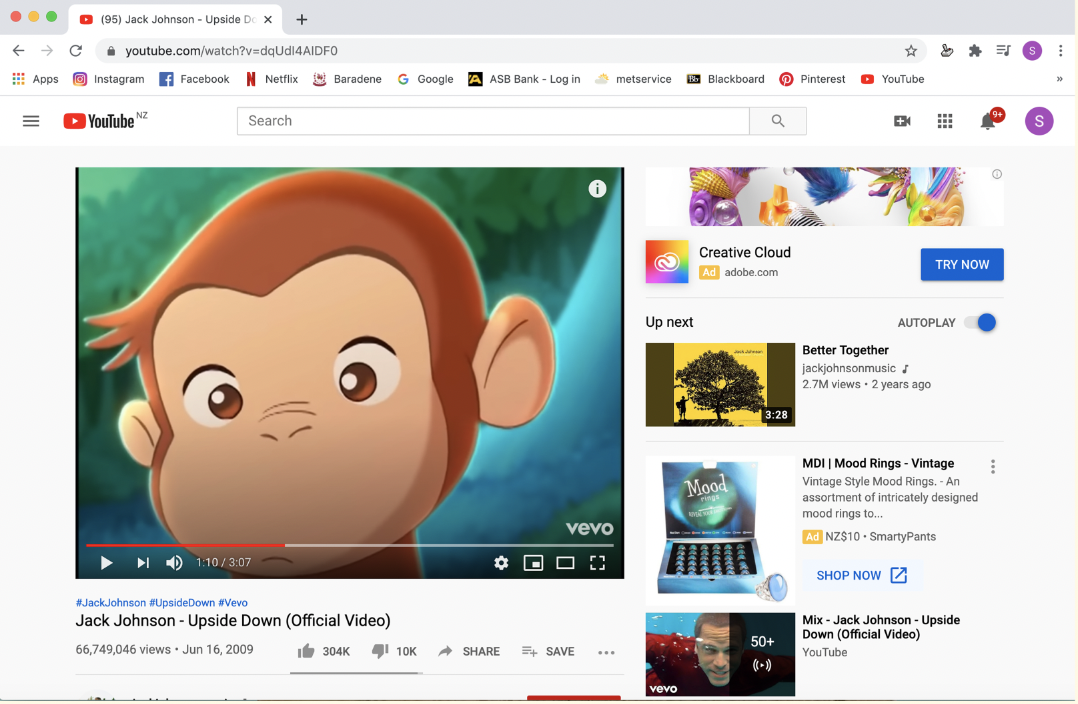 (95) Jack Johnson - Upside Do
youtube.com/watch?v=dqUdI4AIDF0
S
Apps Instagram Facebook Netflix Baradene Google ASB Bank - Log in metservice Bb Blackboard Pinterest YouTube »
YouTube NZ
Search
9+
S
i
vevo
1:10 / 3:07
#JackJohnson #UpsideDown #Vevo
Jack Johnson - Upside Down (Official Video)
66,749,046 views • Jun 16, 2009
304K 10K SHARE SAVE
Creative Cloud
Ad adobe.com
TRY NOW
Up next
AUTOPLAY
Jack Johnson
3:28
Better Together
jackjohnsonmusic
2.7M views • 2 years ago
Mood
rings
MDI | Mood Rings - Vintage
Vintage Style Mood Rings. - An
assortment of intricately designed
mood rings to...
Ad NZ$10 • SmartyPants
SHOP NOW
50+
vevo
Mix - Jack Johnson - Upside
Down (Official Video)
YouTube